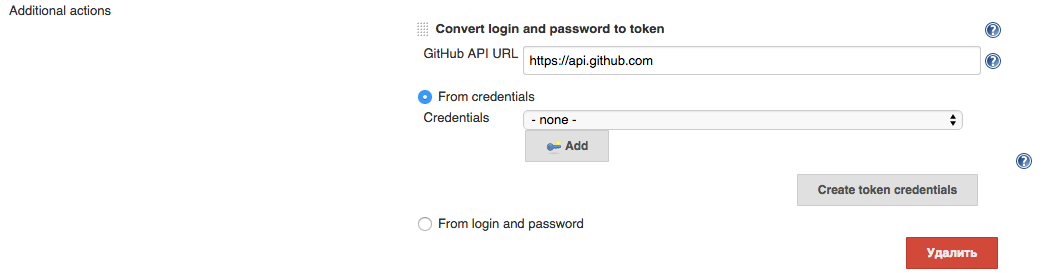 Additional actions
Convert login and password to token
GitHub API URL
https://api.github.com
From credentials
Credentials
- none -
Add
Create token credentials
From login and password
Удалить